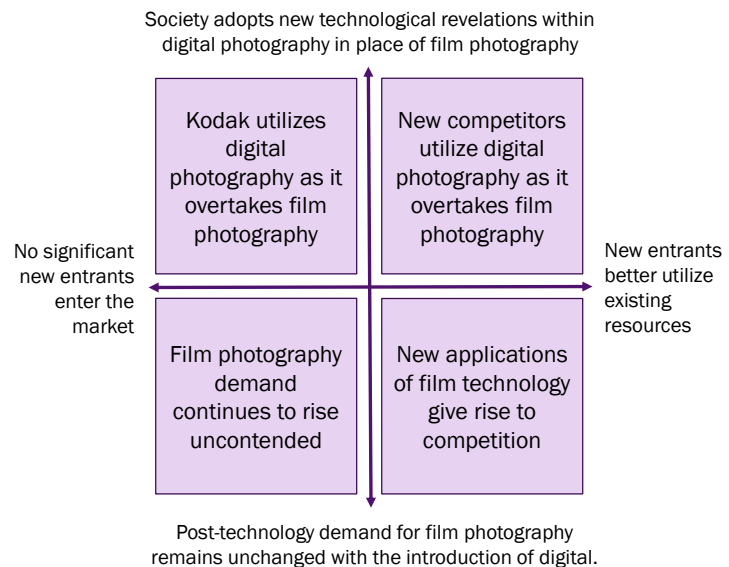 Society adopts new technological revelations within
digital photography in place of film photography
Kodak utilizes
digital
photography as it
overtakes film
photography
New competitors
utilize digital
photography as it
overtakes film
photography
No significant
new entrants
enter the
market
New entrants
better utilize
existing
resources
Film photography
demand
continues to rise
uncontended
New applications
of film technology
give rise to
competition
Post-technology demand for film photography
remains unchanged with the introduction of digital.